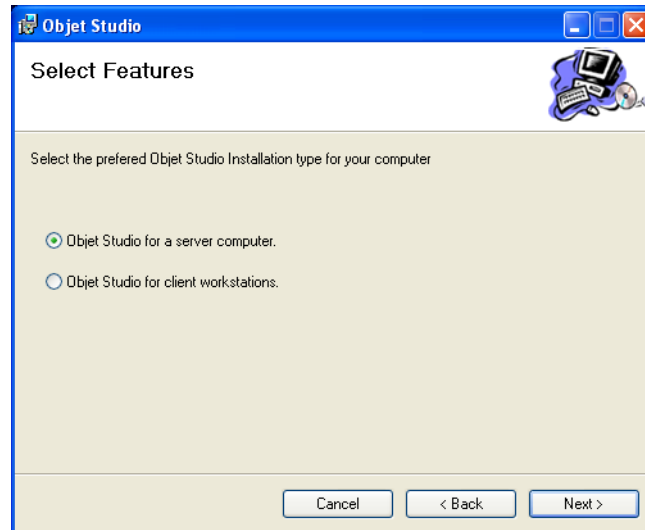 Objet Studio
Select Features
Select the prefered Objet Studio Installation type for your computer
Objet Studio for a server computer.
Objet Studio for client workstations.
Cancel
< Back
Next >